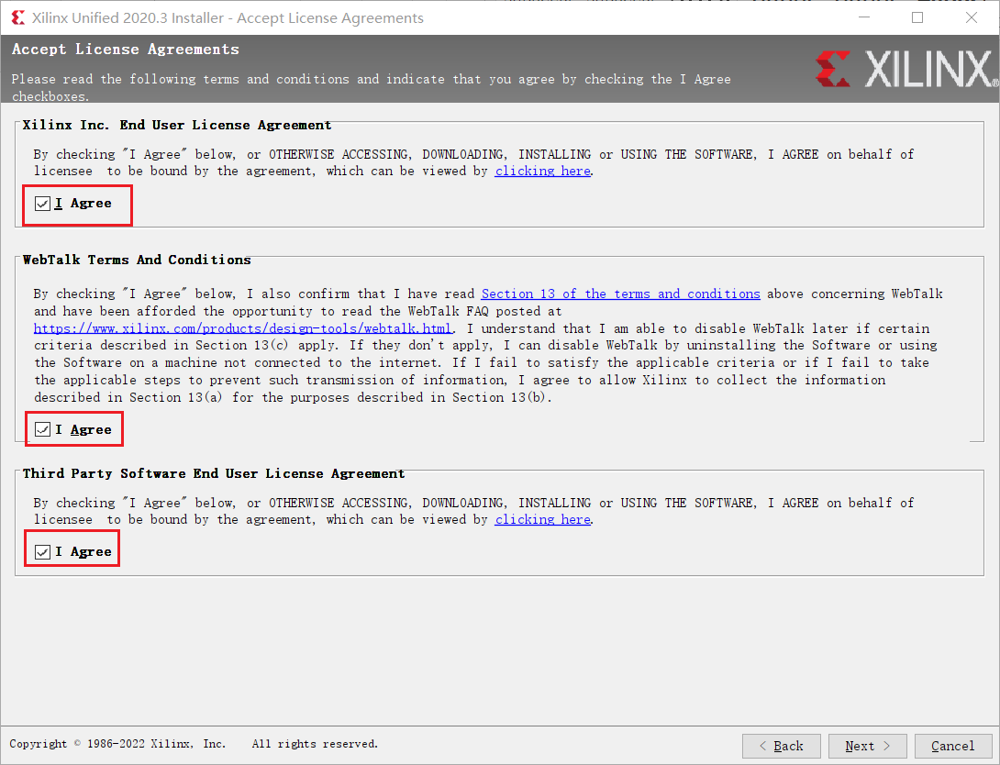 Xilinx Unified 2020.3 Installer - Accept License Agreements
Accept License Agreements
Please read the following terms and conditions and indicate that you agree by checking the I Agree
checkboxes.
XILINX®
Xilinx Inc. End User License Agreement
By checking "I Agree" below, or OTHERWISE ACCESSING, DOWNLOADING, INSTALLING or USING THE SOFTWARE, I AGREE on behalf of
licensee to be bound by the agreement, which can be viewed by clicking here.
I Agree
WebTalk Terms And Conditions
By checking "I Agree" below, I also confirm that I have read Section 13 of the terms and conditions above concerning WebTalk
and have been afforded the opportunity to read the WebTalk FAQ posted at
https://www.xilinx.com/products/design-tools/webtalk.html. I understand that I am able to disable WebTalk later if certain
criteria described in Section 13(c) apply. If they don't apply, I can disable WebTalk by uninstalling the Software or using
the Software on a machine not connected to the internet. If I fail to satisfy the applicable criteria or if I fail to take
the applicable steps to prevent such transmission of information, I agree to allow Xilinx to collect the information
described in Section 13(a) for the purposes described in Section 13(b).
I Agree
Third Party Software End User License Agreement
By checking "I Agree" below, or OTHERWISE ACCESSING, DOWNLOADING, INSTALLING or USING THE SOFTWARE, I AGREE on behalf of
licensee to be bound by the agreement, which can be viewed by clicking here.
I Agree
Copyright © 1986-2022 Xilinx, Inc. All rights reserved.
< Back
Next >
Cancel